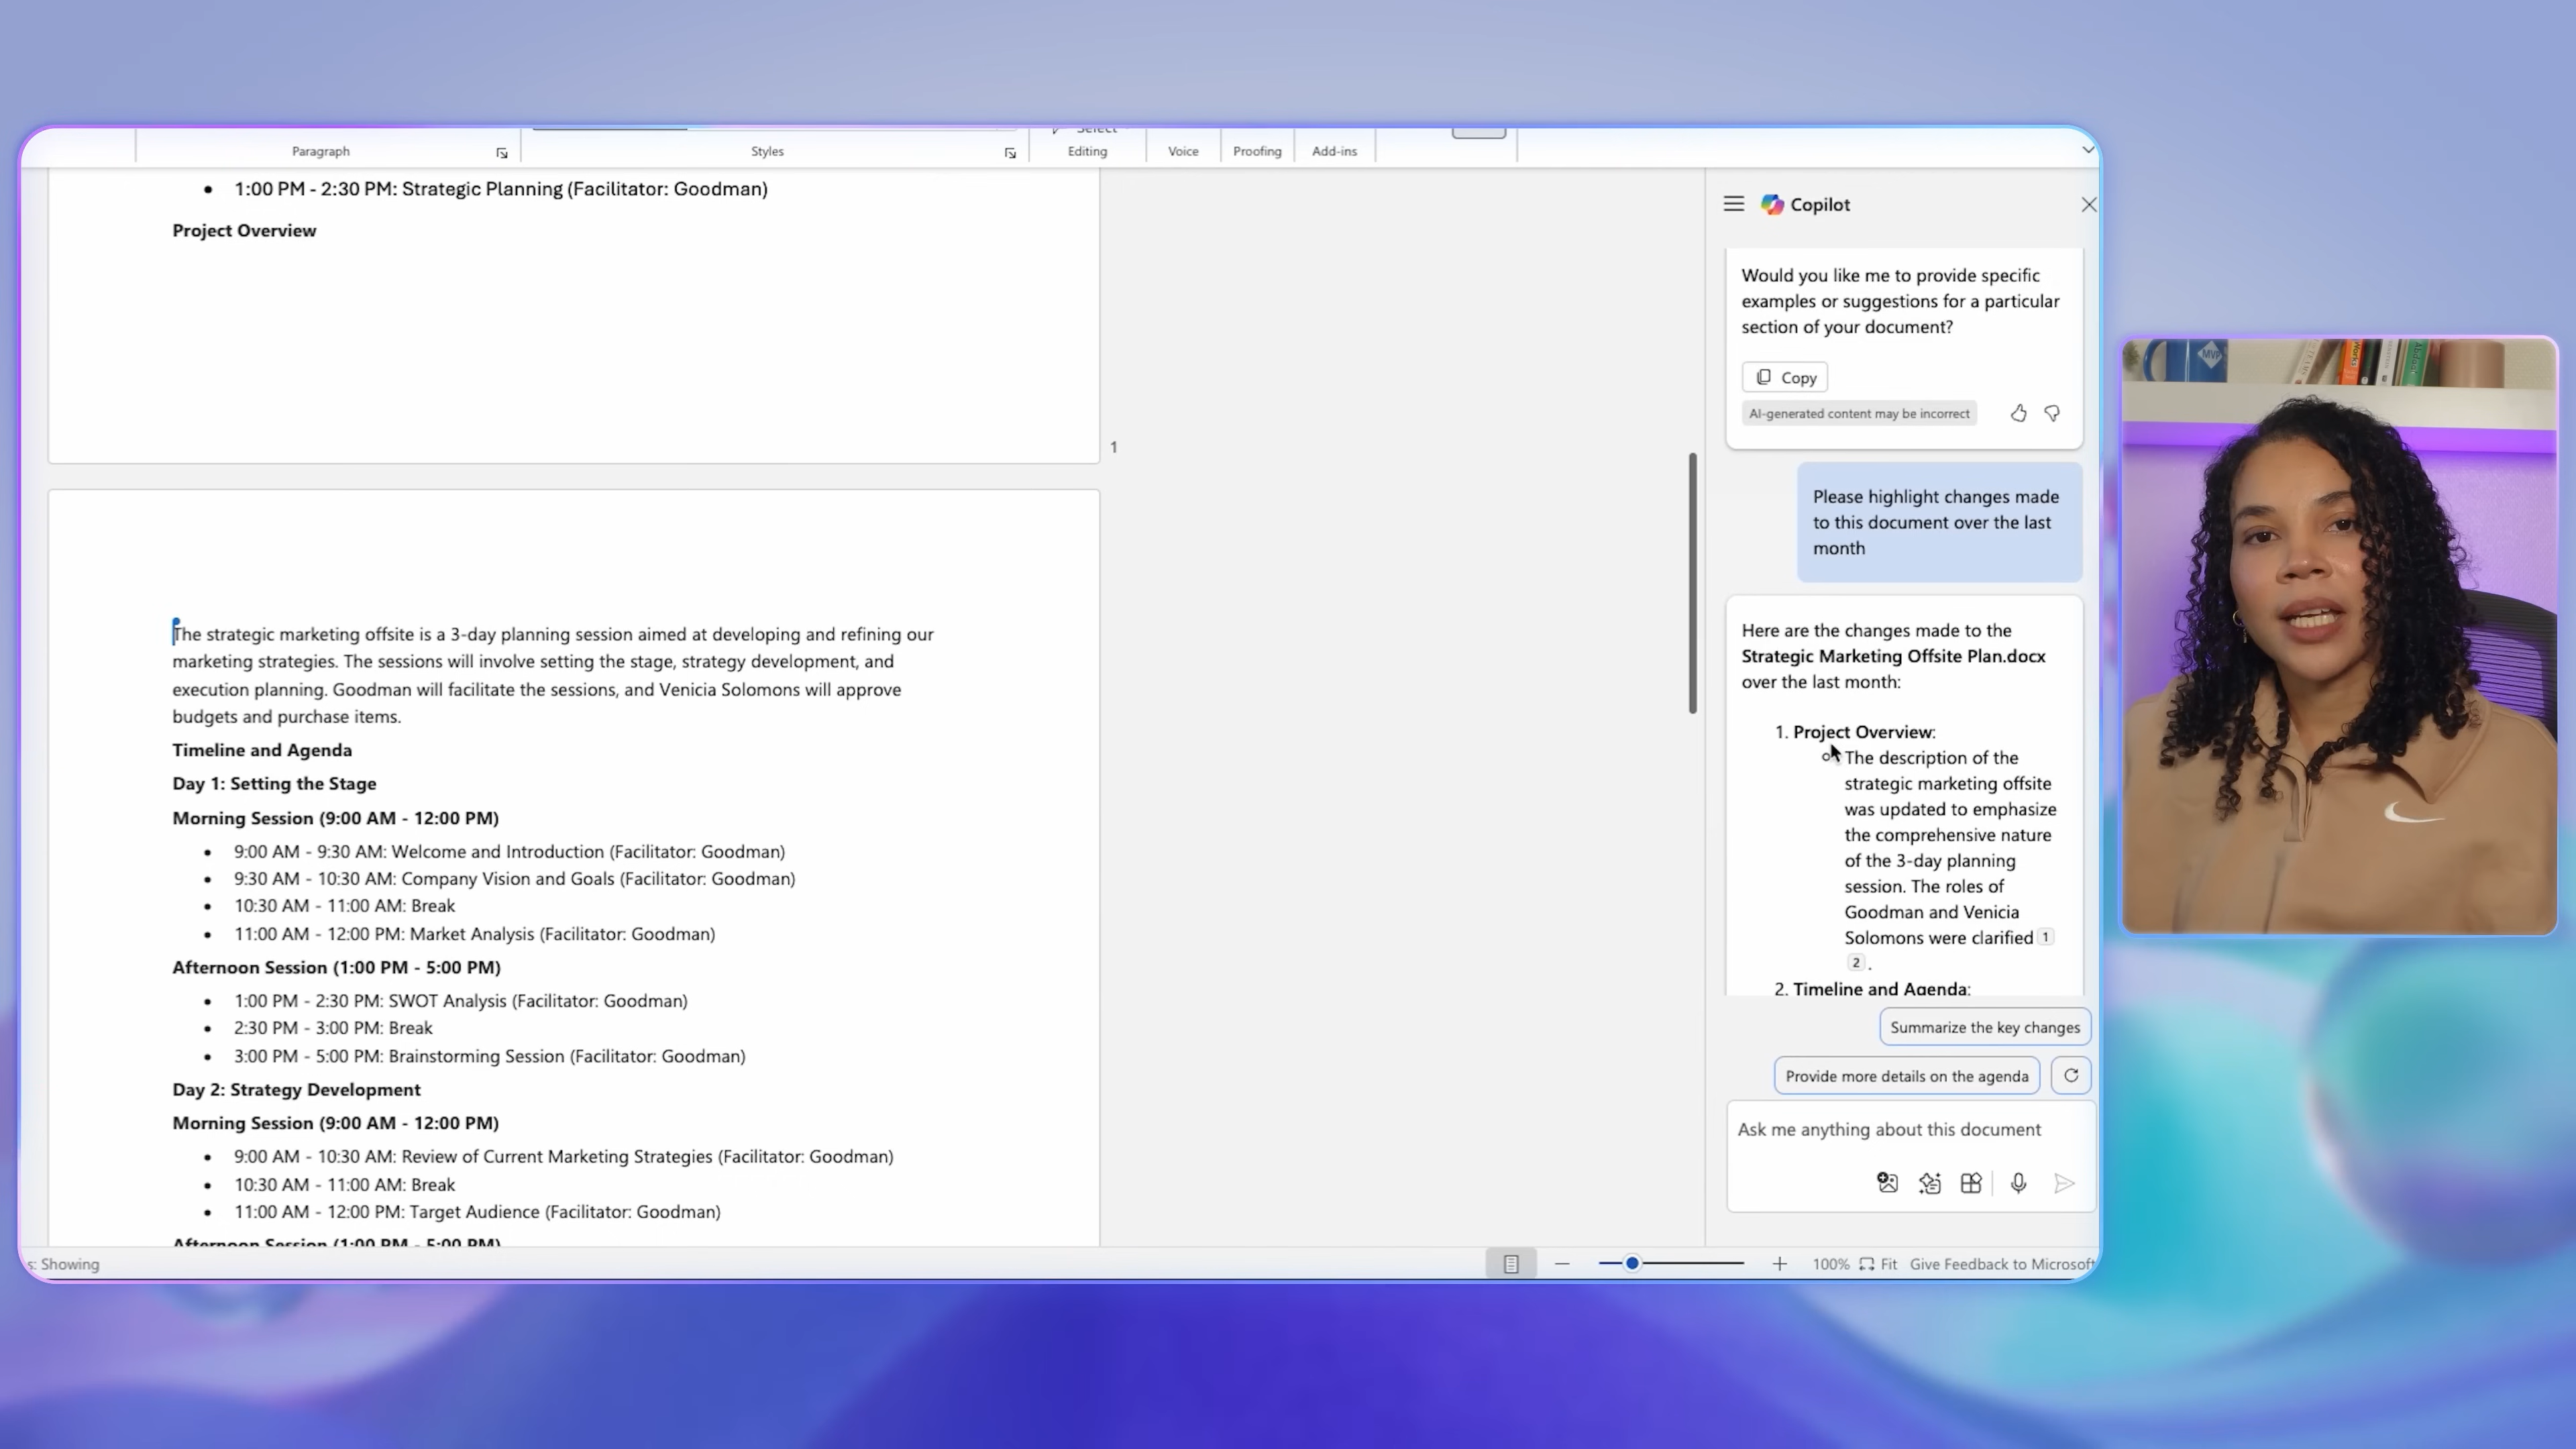 Select
Paragraph
Styles
Editing
Voice
Proofing
Add-ins
• 1:00 PM - 2:30 PM: Strategic Planning (Facilitator: Goodman)
Project Overview
1
The strategic marketing offsite is a 3-day planning session aimed at developing and refining our
marketing strategies. The sessions will involve setting the stage, strategy development, and
execution planning. Goodman will facilitate the sessions, and Venicia Solomons will approve
budgets and purchase items.
Timeline and Agenda
Day 1: Setting the Stage
Morning Session (9:00 AM - 12:00 PM)
• 9:00 AM - 9:30 AM: Welcome and Introduction (Facilitator: Goodman)
• 9:30 AM - 10:30 AM: Company Vision and Goals (Facilitator: Goodman)
• 10:30 AM - 11:00 AM: Break
• 11:00 AM - 12:00 PM: Market Analysis (Facilitator: Goodman)
Afternoon Session (1:00 PM - 5:00 PM)
• 1:00 PM - 2:30 PM: SWOT Analysis (Facilitator: Goodman)
• 2:30 PM - 3:00 PM: Break
• 3:00 PM - 5:00 PM: Brainstorming Session (Facilitator: Goodman)
Day 2: Strategy Development
Morning Session (9:00 AM - 12:00 PM)
• 9:00 AM - 10:30 AM: Review of Current Marketing Strategies (Facilitator: Goodman)
• 10:30 AM - 11:00 AM: Break
• 11:00 AM - 12:00 PM: Target Audience (Facilitator: Goodman)
Afternoon Session (1:00 PM - 5:00 PM)
s: Showing
100%
Fit
Give Feedback to Microsoft
Copilot
Would you like me to provide specific
examples or suggestions for a particular
section of your document?
Copy
AI-generated content may be incorrect
Please highlight changes made
to this document over the last
month
Here are the changes made to the
Strategic Marketing Offsite Plan.docx
over the last month:
1. Project Overview:
The description of the
strategic marketing offsite
was updated to emphasize
the comprehensive nature
of the 3-day planning
session. The roles of
Goodman and Venicia
Solomons were clarified 1
2 .
2. Timeline and Agenda:
Summarize the key changes
Provide more details on the agenda
Ask me anything about this document
MVP